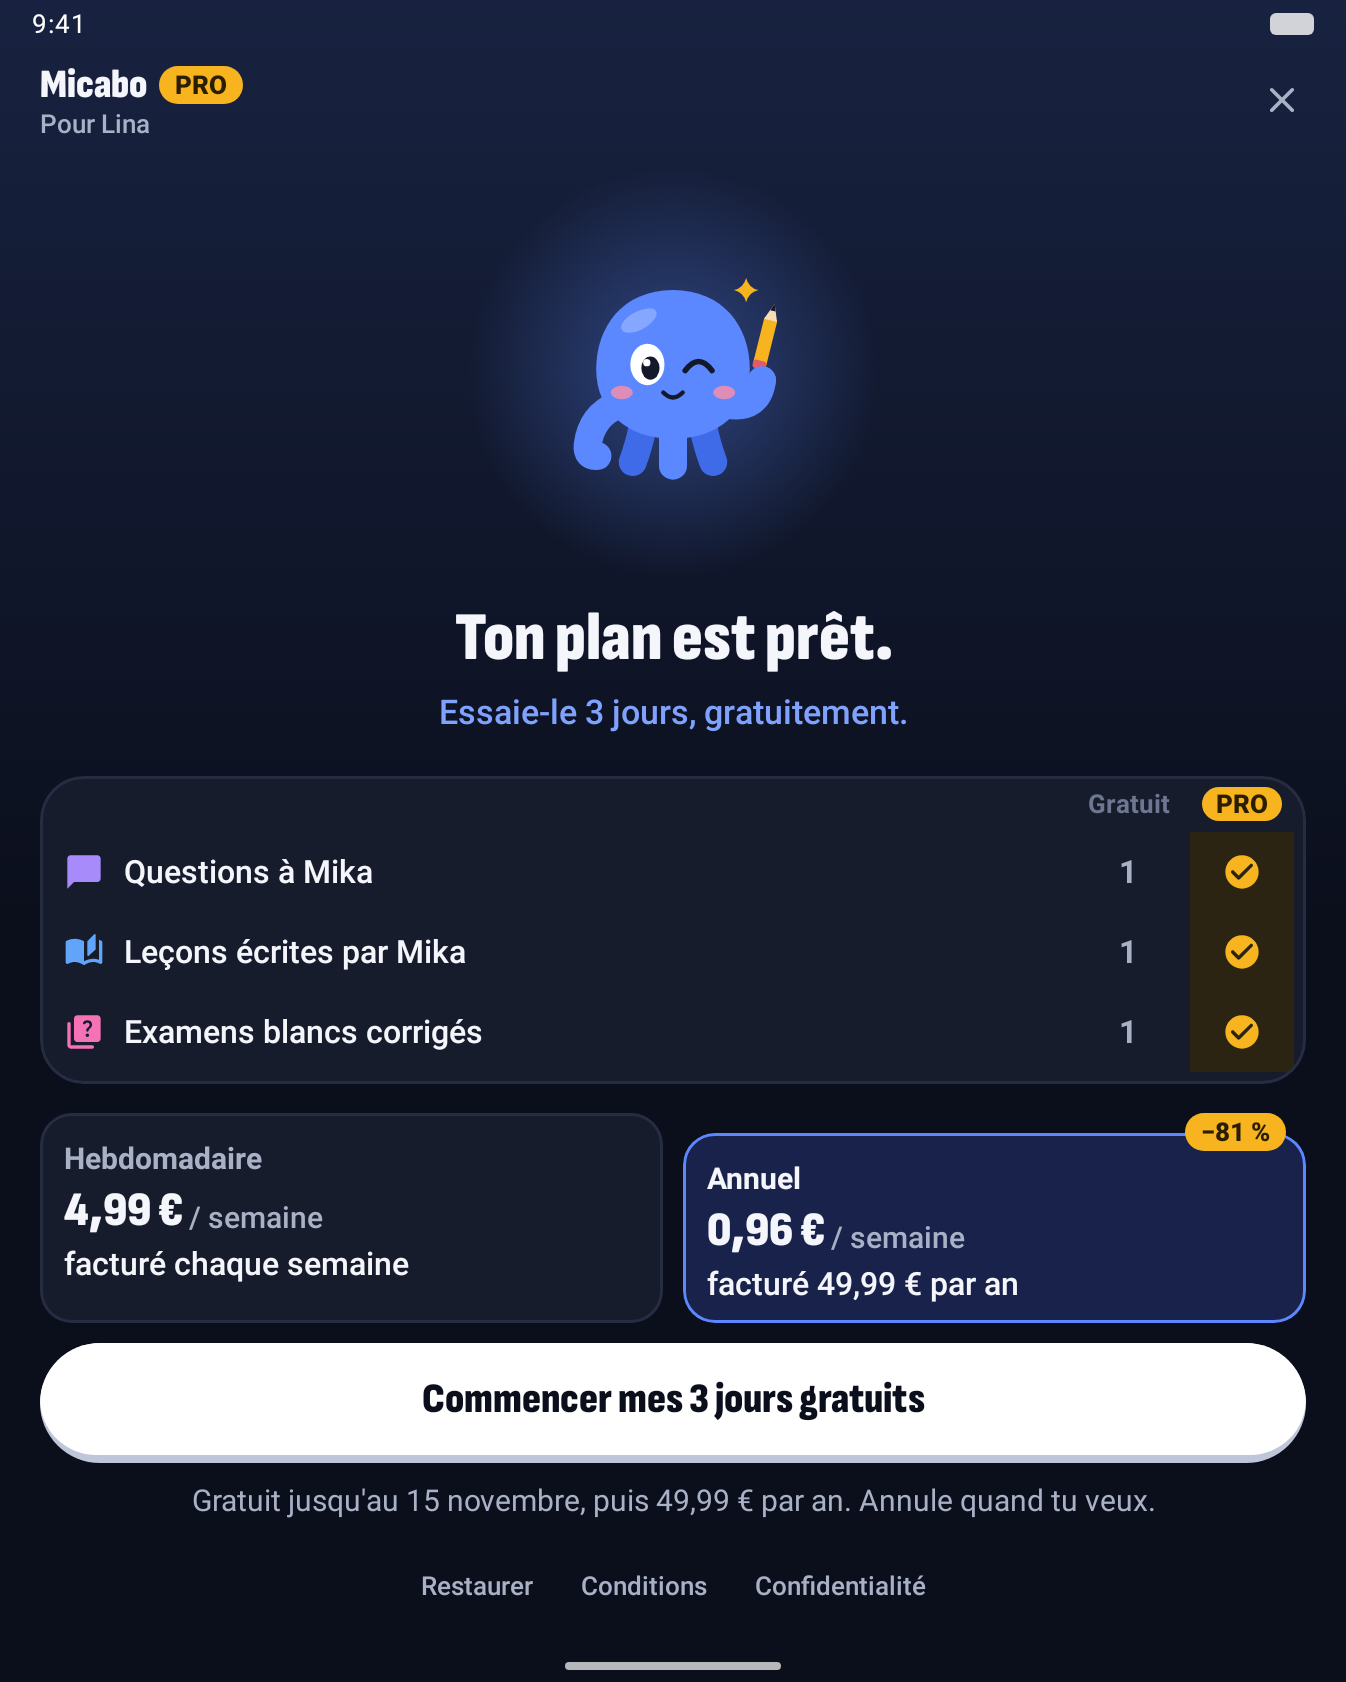 9:41
Micabo PRO
Pour Lina
Ton plan est prêt.
Essaie-le 3 jours, gratuitement.
Gratuit PRO
Questions à Mika 1
Leçons écrites par Mika 1
Examens blancs corrigés 1
Hebdomadaire
4,99 € / semaine
facturé chaque semaine
−81 %
Annuel
0,96 € / semaine
facturé 49,99 € par an
Commencer mes 3 jours gratuits
Gratuit jusqu'au 15 novembre, puis 49,99 € par an. Annule quand tu veux.
Restaurer Conditions Confidentialité